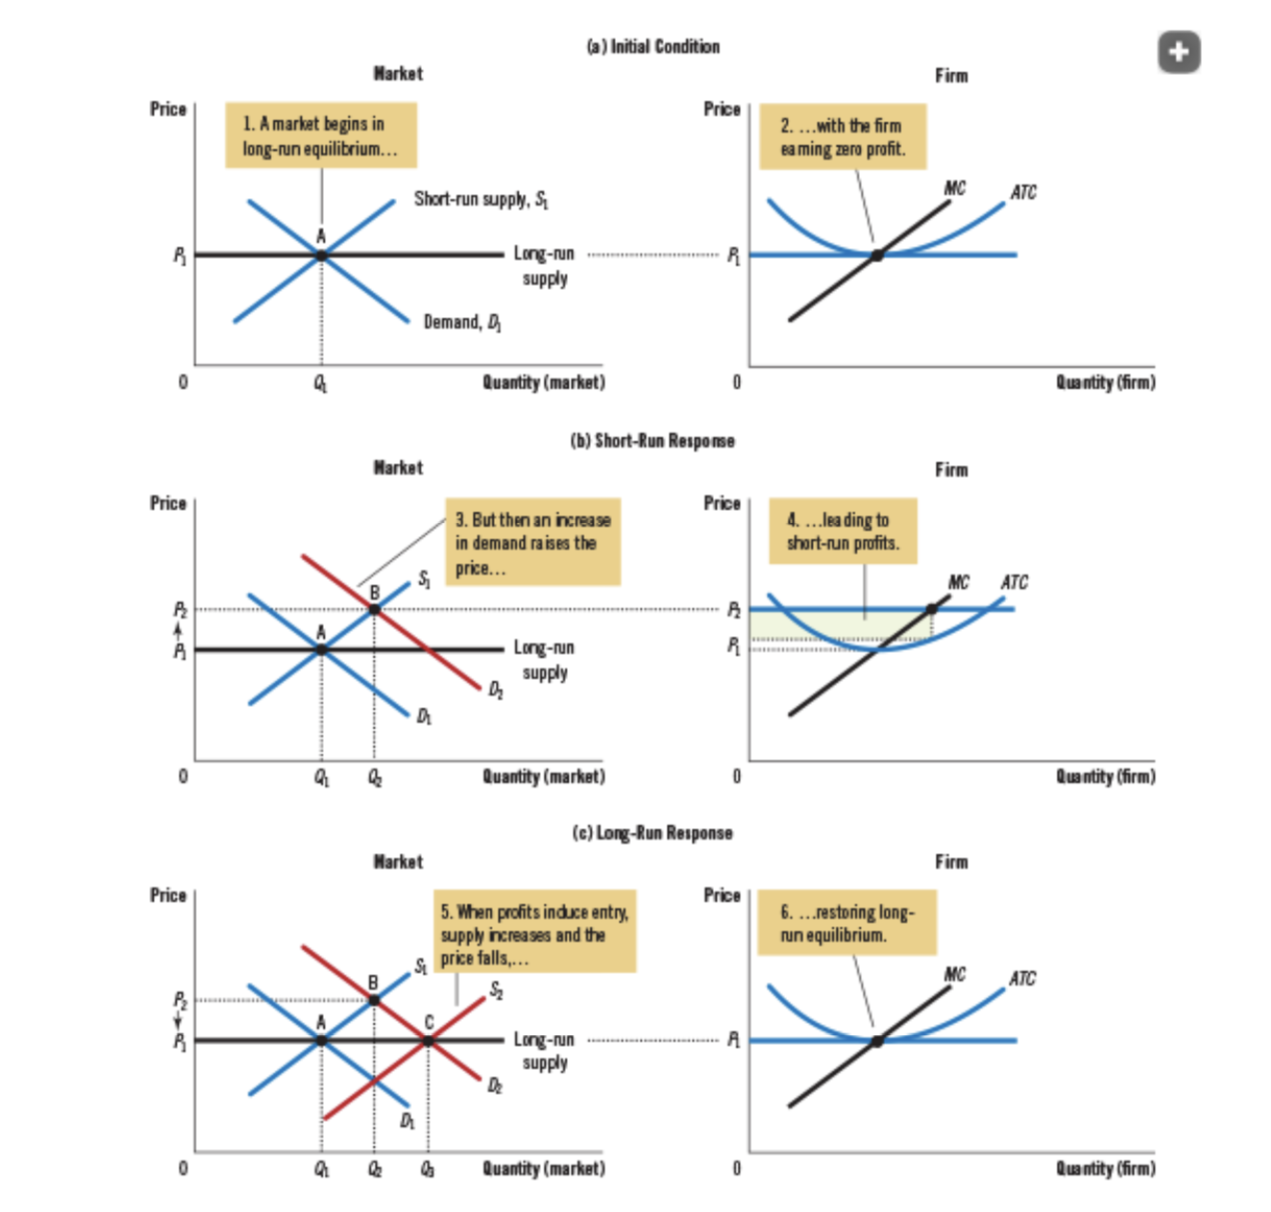 (a) Initial Condition
Market
Firm
Price
1. A market begins in
long-run equilibrium…
Short-run supply, S1
A
P1
Long-run
supply
Demand, D1
0
Q1
Quantity (market)
Price
2. …with the firm
earning zero profit.
MC
ATC
P1
0
Quantity (firm)
(b) Short-Run Response
Market
Firm
Price
3. But then an increase
in demand raises the
price…
S1
B
P2
A
P1
Long-run
supply
D2
D1
0
Q1
Q2
Quantity (market)
Price
4. …leading to
short-run profits.
MC
ATC
P2
P1
0
Quantity (firm)
(c) Long-Run Response
Market
Firm
Price
5. When profits induce entry,
supply increases and the
price falls,…
S1
B
S2
P2
A
C
P1
Long-run
supply
D2
D1
0
Q1
Q2
Q3
Quantity (market)
Price
6. …restoring long-
run equilibrium.
MC
ATC
P1
0
Quantity (firm)